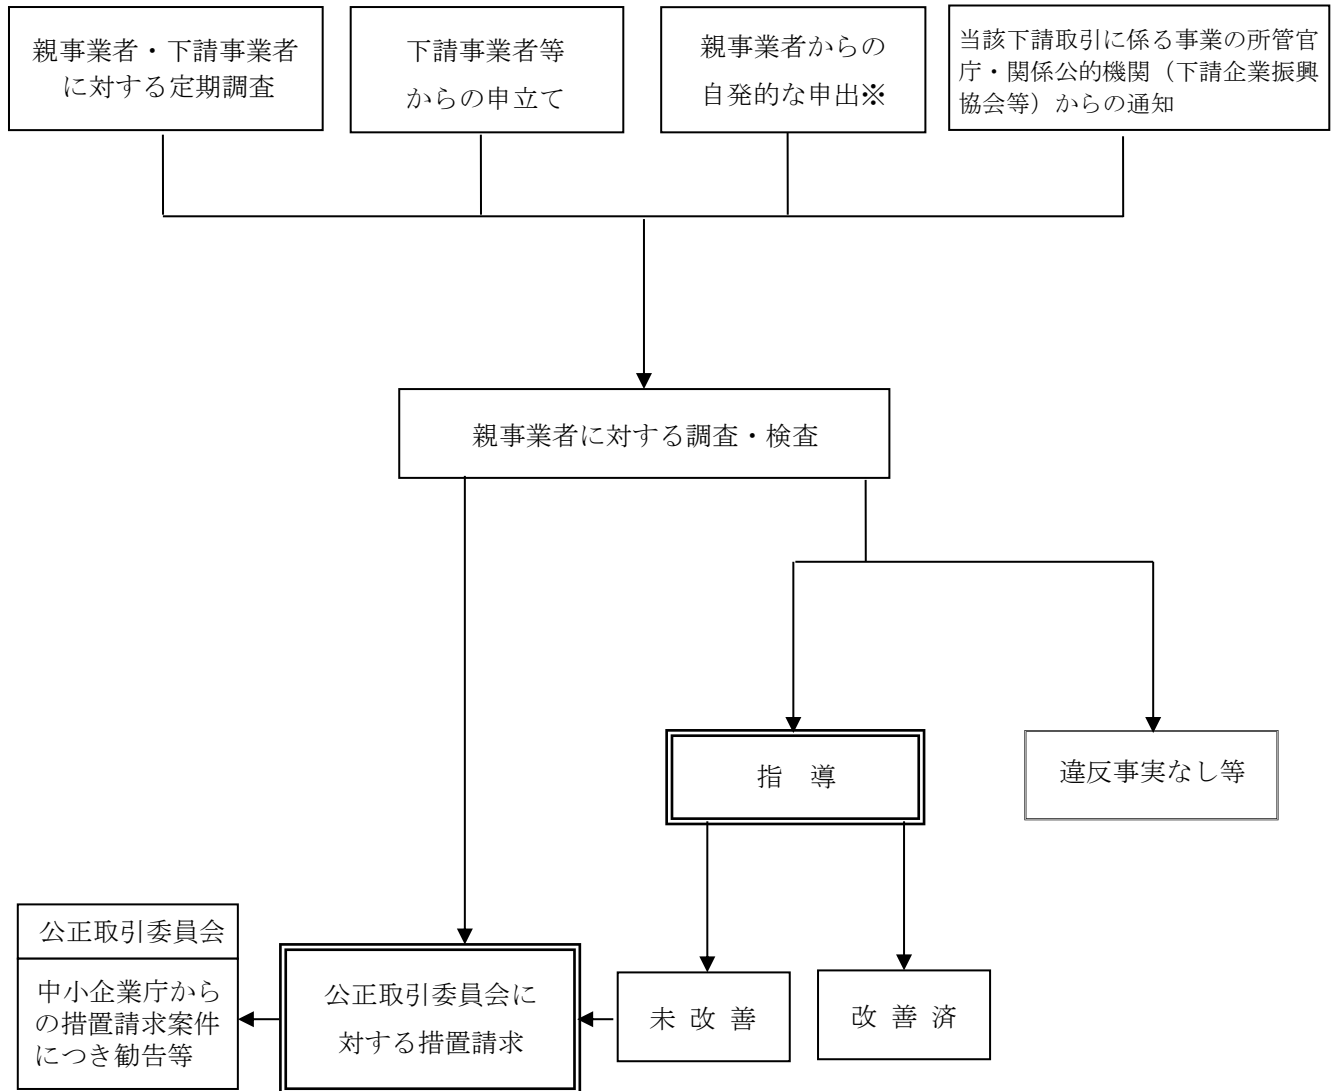 親事業者・下請事業者
に対する定期調査
下請事業者等
からの申立て
親事業者からの
自発的な申出※
当該下請取引に係る事業の所管官
庁・関係公的機関（下請企業振興
協会等）からの通知
親事業者に対する調査・検査
指　導
違反事実なし等
公正取引委員会
中小企業庁から
の措置請求案件
につき勧告等
公正取引委員会に
対する措置請求
未 改 善
改 善 済